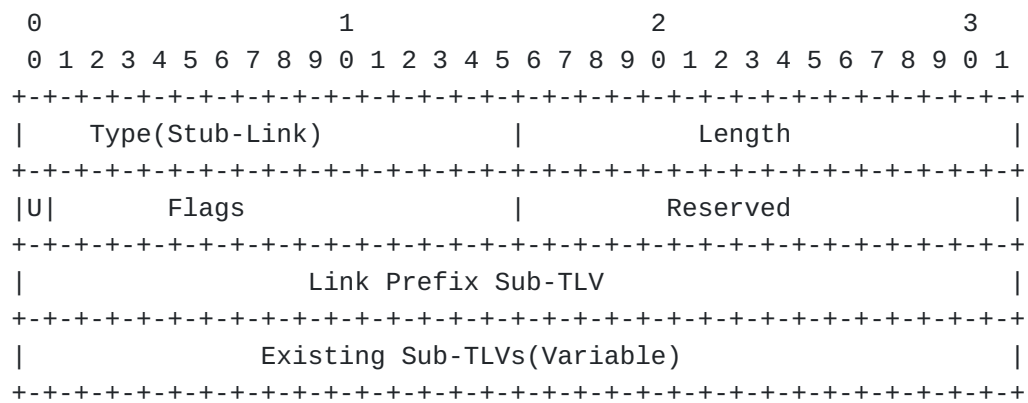 0                   1                   2                   3
 0 1 2 3 4 5 6 7 8 9 0 1 2 3 4 5 6 7 8 9 0 1 2 3 4 5 6 7 8 9 0 1
+-+-+-+-+-+-+-+-+-+-+-+-+-+-+-+-+-+-+-+-+-+-+-+-+-+-+-+-+-+-+-+-+
|    Type(Stub-Link)            |           Length              |
+-+-+-+-+-+-+-+-+-+-+-+-+-+-+-+-+-+-+-+-+-+-+-+-+-+-+-+-+-+-+-+-+
|U|       Flags                 |         Reserved              |
+-+-+-+-+-+-+-+-+-+-+-+-+-+-+-+-+-+-+-+-+-+-+-+-+-+-+-+-+-+-+-+-+
|                  Link Prefix Sub-TLV                          |
+-+-+-+-+-+-+-+-+-+-+-+-+-+-+-+-+-+-+-+-+-+-+-+-+-+-+-+-+-+-+-+-+
|               Existing Sub-TLVs(Variable)                     |
+-+-+-+-+-+-+-+-+-+-+-+-+-+-+-+-+-+-+-+-+-+-+-+-+-+-+-+-+-+-+-+-+